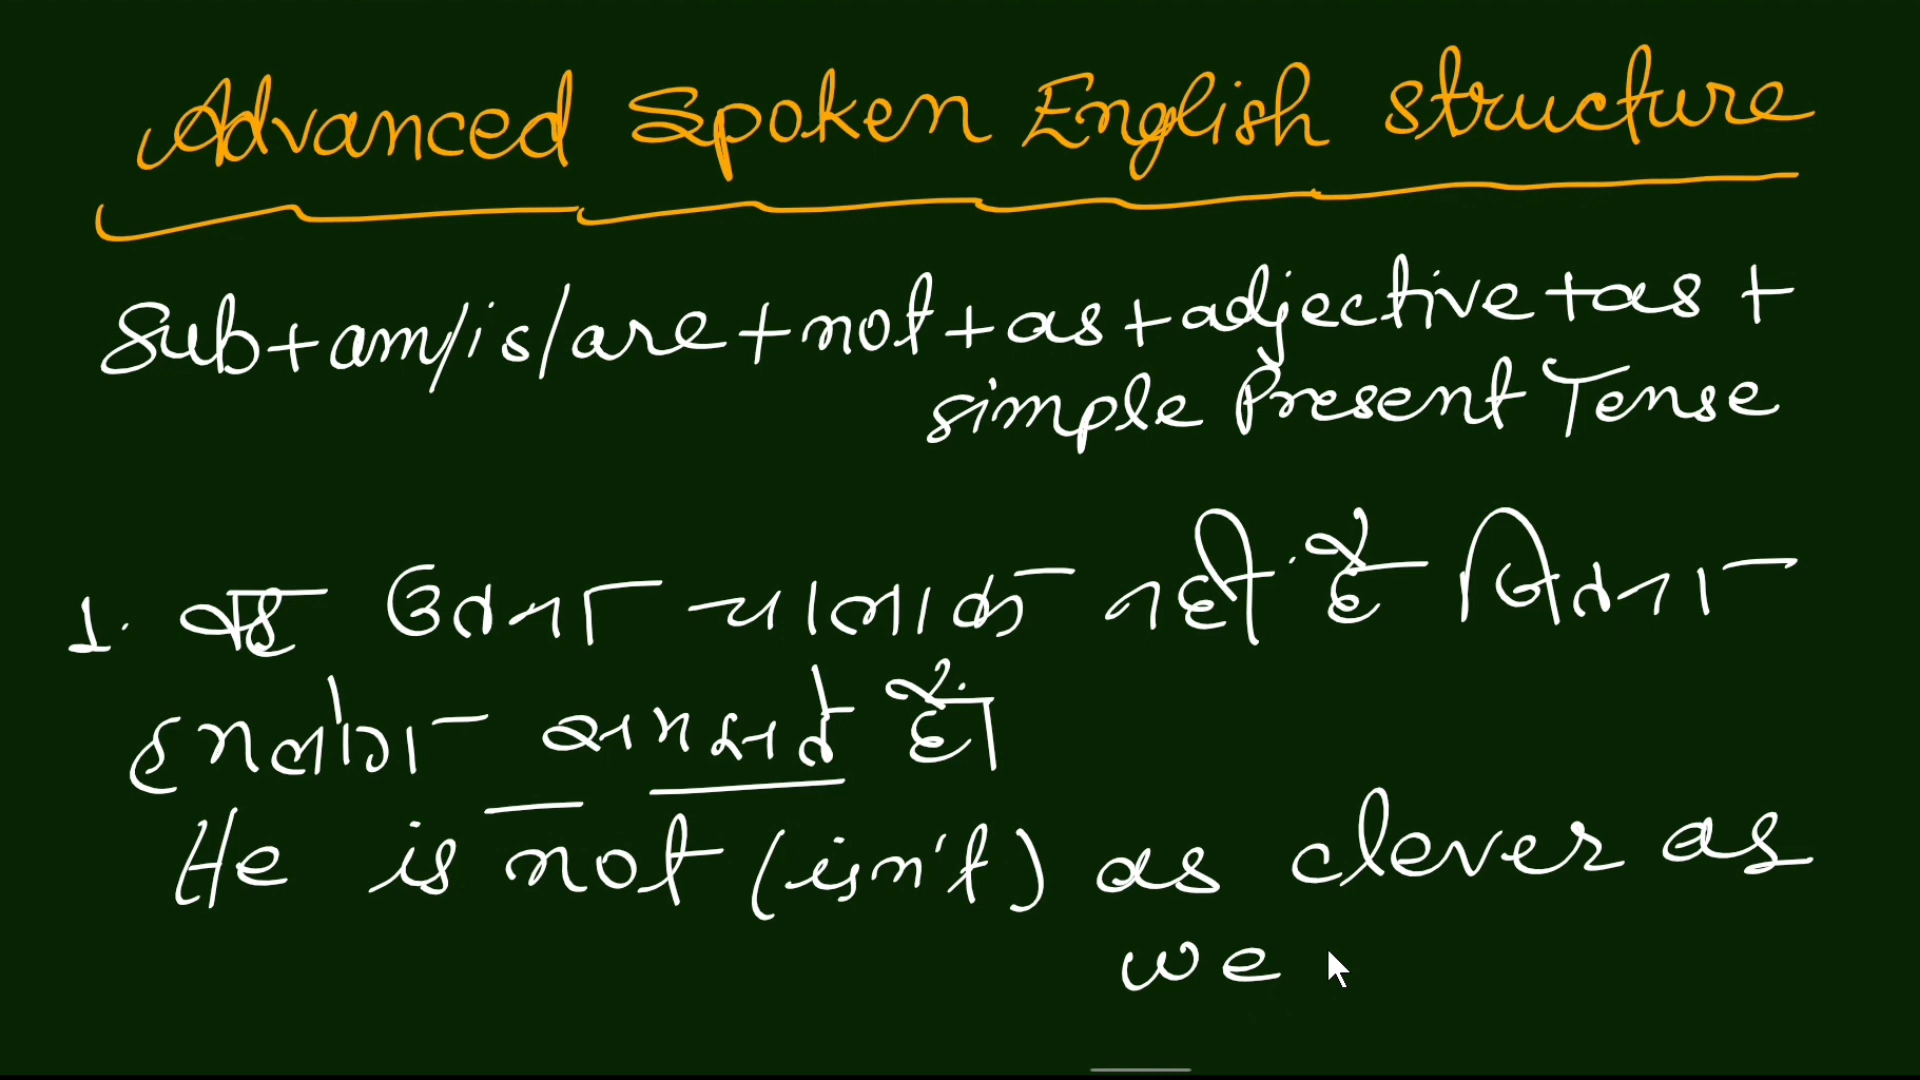 Advanced Spoken English structure
Sub+am/is/are+not+as+adjective+as+
simple Present Tense
1. वह उतना चालाक नहीं है जितना
हमलोग समझते हैं।
He is not (isn't) as clever as
we